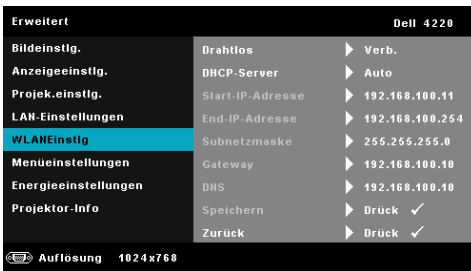 Erweitert Dell 4220
Bildeinstlg.
Anzeigeeinstlg.
Projek.einstlg.
LAN-Einstellungen
WLANEinstlg
Menüeinstellungen
Energieeinstellungen
Projektor-Info
Drahtlos Verb.
DHCP-Server Auto
Start-IP-Adresse 192.168.100.11
End-IP-Adresse 192.168.100.254
Subnetzmaske 255.255.255.0
Gateway 192.168.100.10
DNS 192.168.100.10
Speichern Drück ✓
Zurück Drück ✓
Auflösung 1024x768